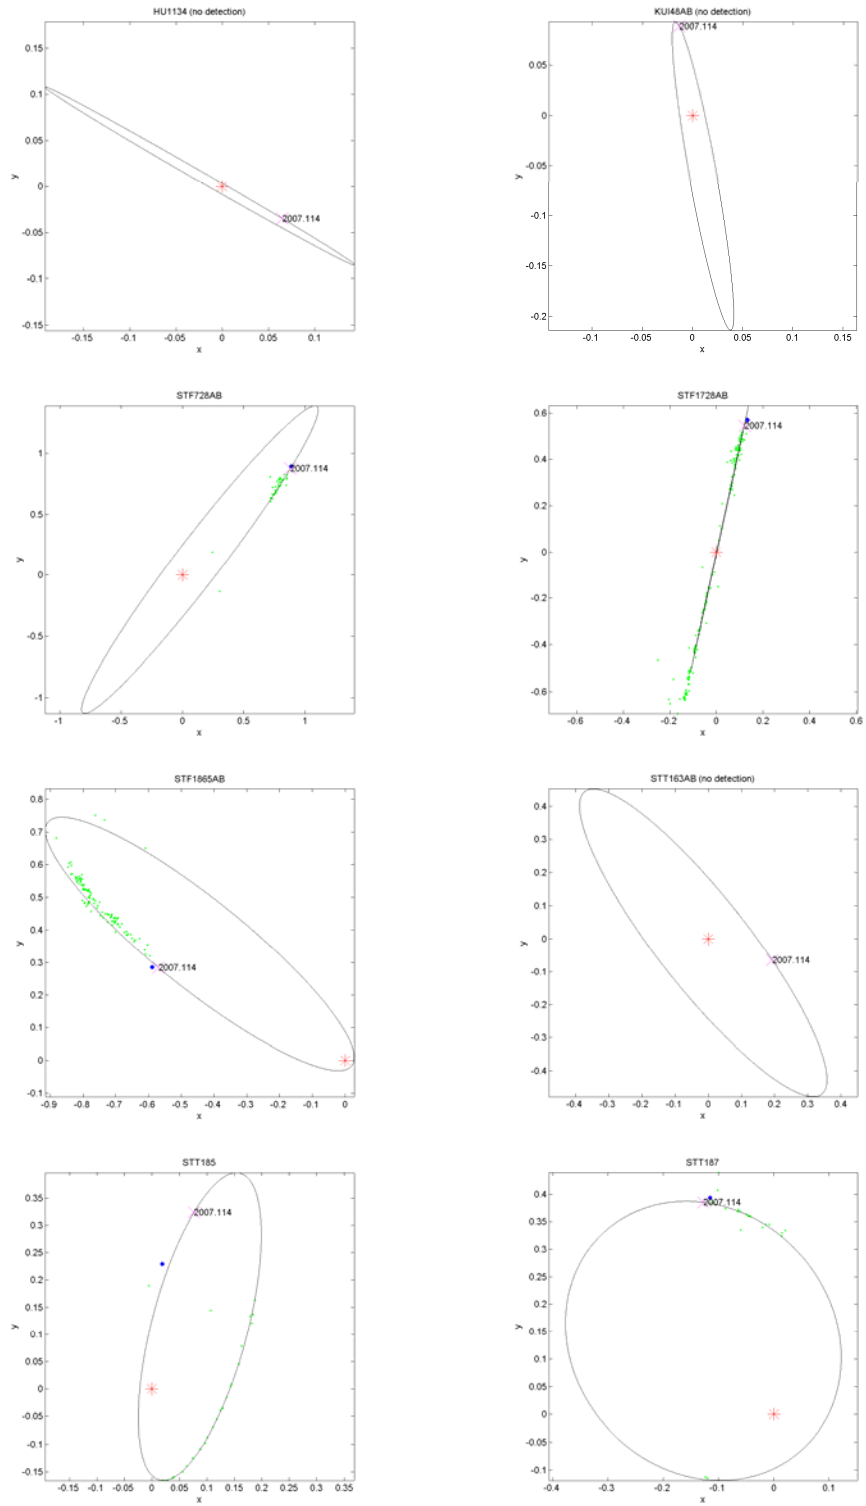 HU1134 (no detection)
0.15
0.1
0.05
0
-0.05
-0.1
-0.15
y
2007.114
-0.15 -0.1 -0.05 0 0.05 0.1
x
KUI48AB (no detection)
0.05
0
-0.05
-0.1
-0.15
-0.2
y
2007.114
-0.1 -0.05 0 0.05 0.1 0.15
x
STF728AB
1
0.5
0
-0.5
-1
y
2007.114
-1 -0.5 0 0.5 1
x
STF1728AB
0.6
0.4
0.2
0
-0.2
-0.4
-0.6
y
2007.114
-0.6 -0.4 -0.2 0 0.2 0.4 0.6
x
STF1865AB
0.8
0.7
0.6
0.5
0.4
0.3
0.2
0.1
0
-0.1
y
2007.114
-0.9 -0.8 -0.7 -0.6 -0.5 -0.4 -0.3 -0.2 -0.1 0
x
STT163AB (no detection)
0.4
0.3
0.2
0.1
0
-0.1
-0.2
-0.3
-0.4
y
2007.114
-0.4 -0.3 -0.2 -0.1 0 0.1 0.2 0.3 0.4
x
STT185
0.35
0.3
0.25
0.2
0.15
0.1
0.05
0
-0.05
-0.1
-0.15
y
2007.114
-0.15 -0.1 -0.05 0 0.05 0.1 0.15 0.2 0.25 0.3 0.35
x
STT187
0.4
0.35
0.3
0.25
0.2
0.15
0.1
0.05
0
-0.05
-0.1
y
2007.114
-0.4 -0.3 -0.2 -0.1 0 0.1
x